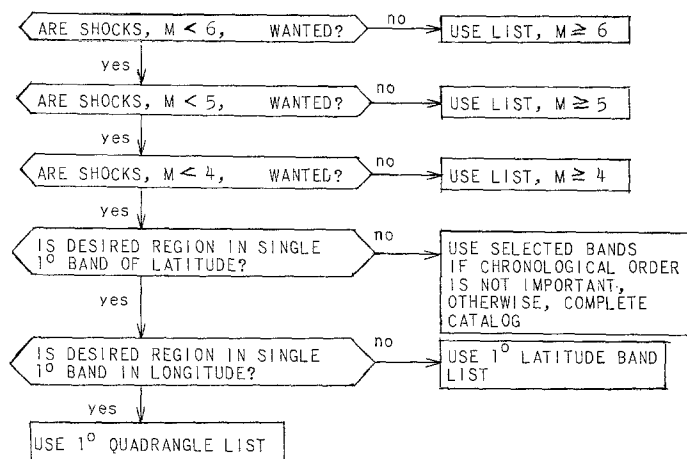 ARE SHOCKS, M < 6, WANTED?
no
USE LIST, M ≥ 6
yes
ARE SHOCKS, M < 5, WANTED?
no
USE LIST, M ≥ 5
yes
ARE SHOCKS, M < 4, WANTED?
no
USE LIST, M ≥ 4
yes
IS DESIRED REGION IN SINGLE
1° BAND OF LATITUDE?
no
USE SELECTED BANDS
IF CHRONOLOGICAL ORDER
IS NOT IMPORTANT,
OTHERWISE, COMPLETE
CATALOG
yes
IS DESIRED REGION IN SINGLE
1° BAND IN LONGITUDE?
no
USE 1° LATITUDE BAND
LIST
yes
USE 1° QUADRANGLE LIST